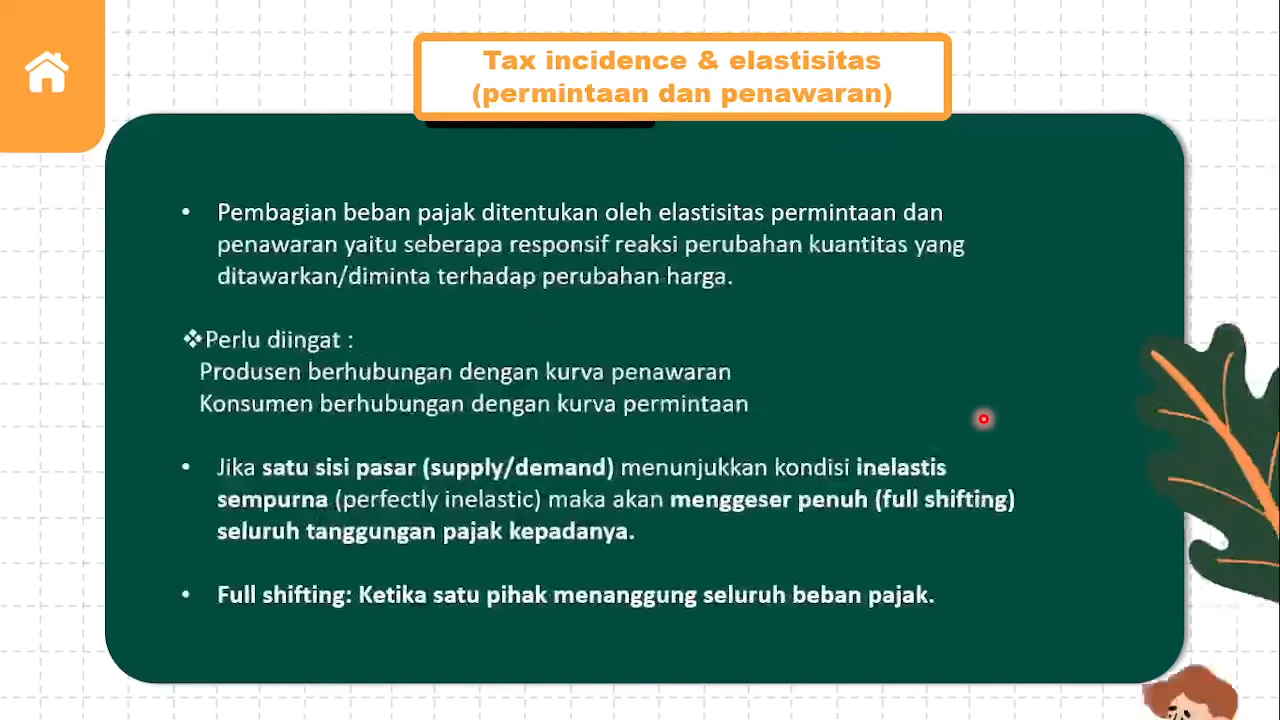 Tax incidence & elastisitas
(permintaan dan penawaran)
• Pembagian beban pajak ditentukan oleh elastisitas permintaan dan
penawaran yaitu seberapa responsif reaksi perubahan kuantitas yang
ditawarkan/diminta terhadap perubahan harga.
❖Perlu diingat :
Produsen berhubungan dengan kurva penawaran
Konsumen berhubungan dengan kurva permintaan
• Jika satu sisi pasar (supply/demand) menunjukkan kondisi inelastis
sempurna (perfectly inelastic) maka akan menggeser penuh (full shifting)
seluruh tanggungan pajak kepadanya.
• Full shifting: Ketika satu pihak menanggung seluruh beban pajak.